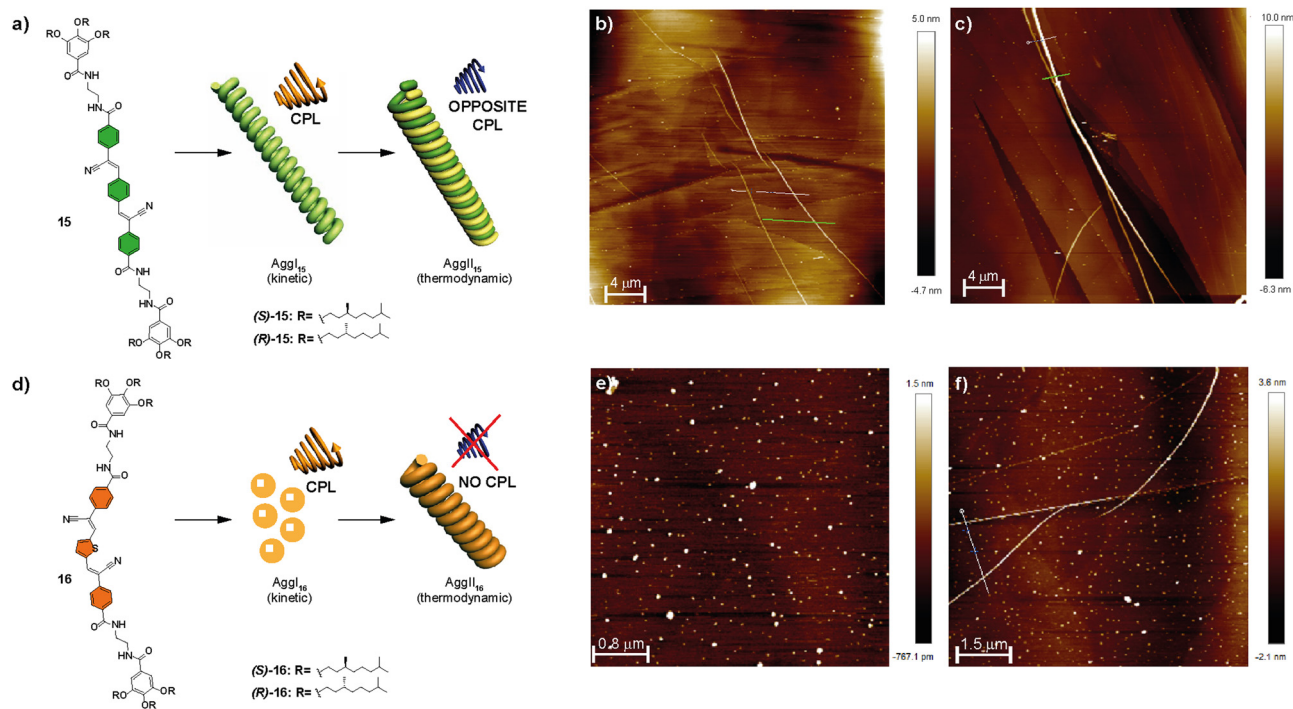 a)
OR
RO
OR
O
NH
HN
O
CPL
OPPOSITE
CPL
N
15
N
O
NH
HN
O
RO
OR
OR
AggI15
(kinetic)
AggII15
(thermodynamic)
(S)-15: R=
(R)-15: R=
b)
4 µm
5.0 nm
-4.7 nm
c)
4 µm
10.0 nm
-6.3 nm
d)
RO
OR
OR
O
NH
HN
O
CPL
NO CPL
N
S
16
N
O
NH
HN
O
RO
OR
OR
AggI16
(kinetic)
AggII16
(thermodynamic)
(S)-16: R=
(R)-16: R=
e)
0.8 µm
1.5 nm
-767.1 pm
f)
1.5 µm
3.6 nm
-2.1 nm